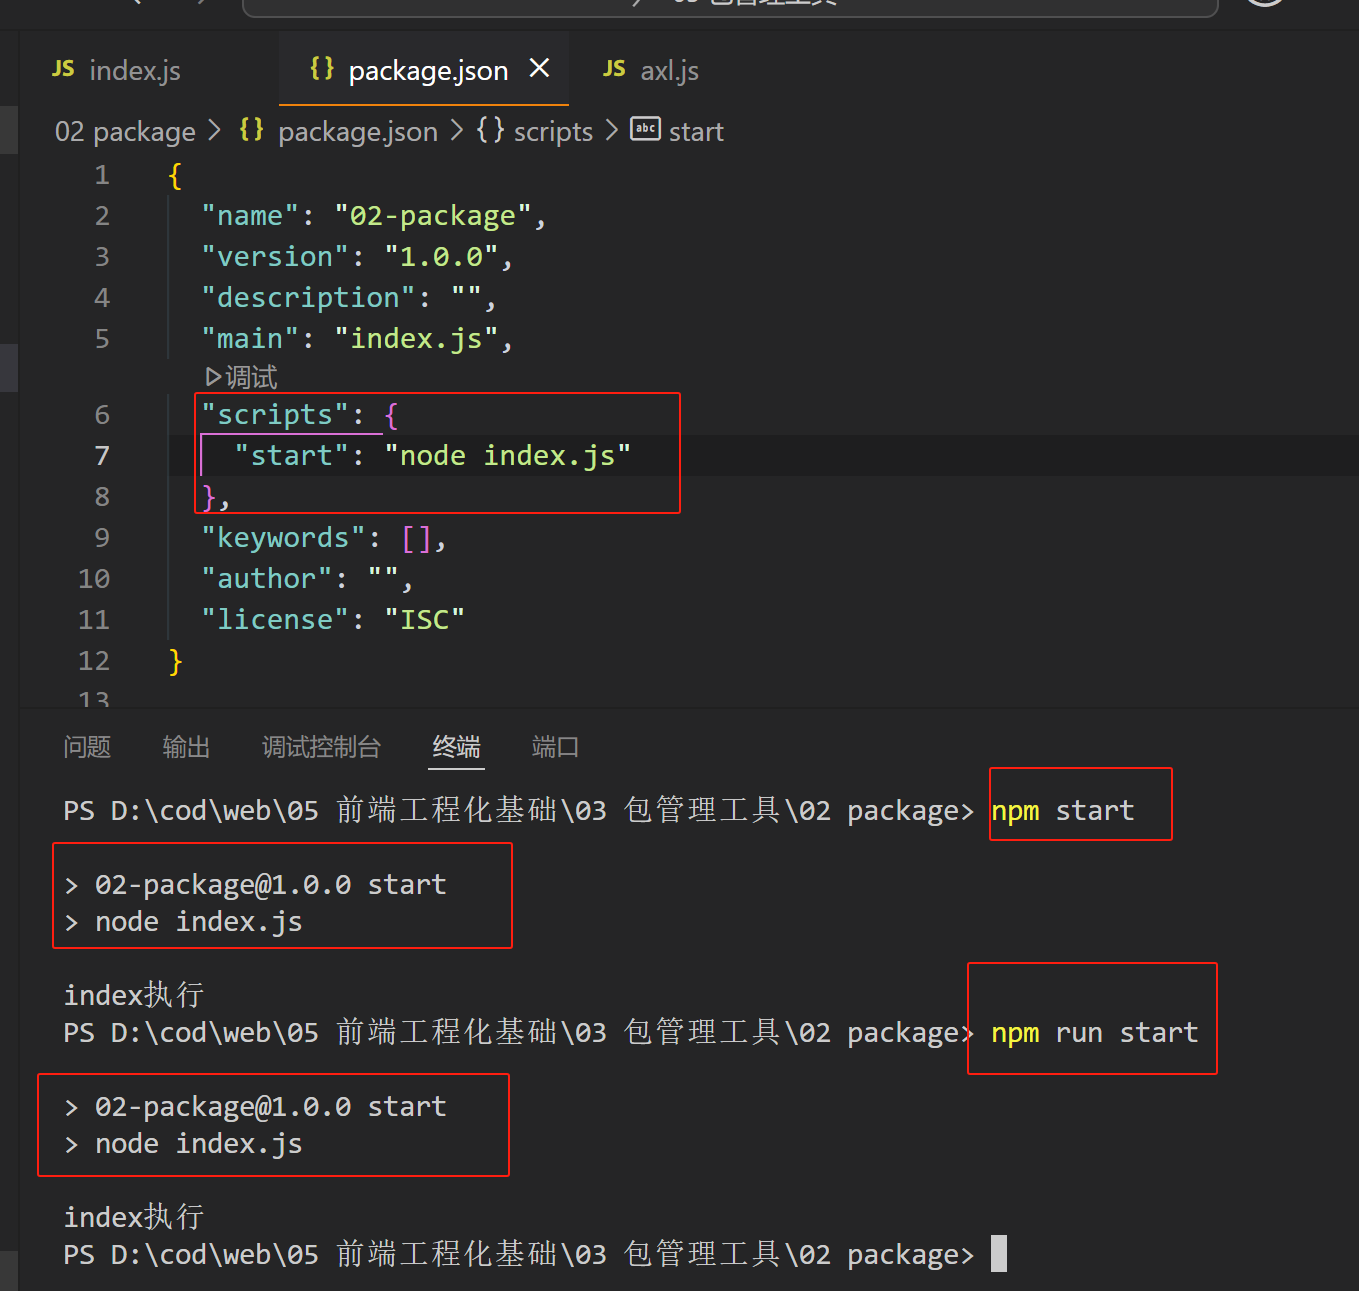 03 包管理工具
JS index.js {} package.json × JS axl.js
02 package > {} package.json > {} scripts > abc start
1 {
2 "name": "02-package",
3 "version": "1.0.0",
4 "description": "",
5 "main": "index.js",
▷调试
6 "scripts": {
7 "start": "node index.js"
8 },
9 "keywords": [],
10 "author": "",
11 "license": "ISC"
12 }
13
问题 输出 调试控制台 终端 端口
PS D:\cod\web\05 前端工程化基础\03 包管理工具\02 package> npm start
> 02-package@1.0.0 start
> node index.js
index执行
PS D:\cod\web\05 前端工程化基础\03 包管理工具\02 package> npm run start
> 02-package@1.0.0 start
> node index.js
index执行
PS D:\cod\web\05 前端工程化基础\03 包管理工具\02 package>